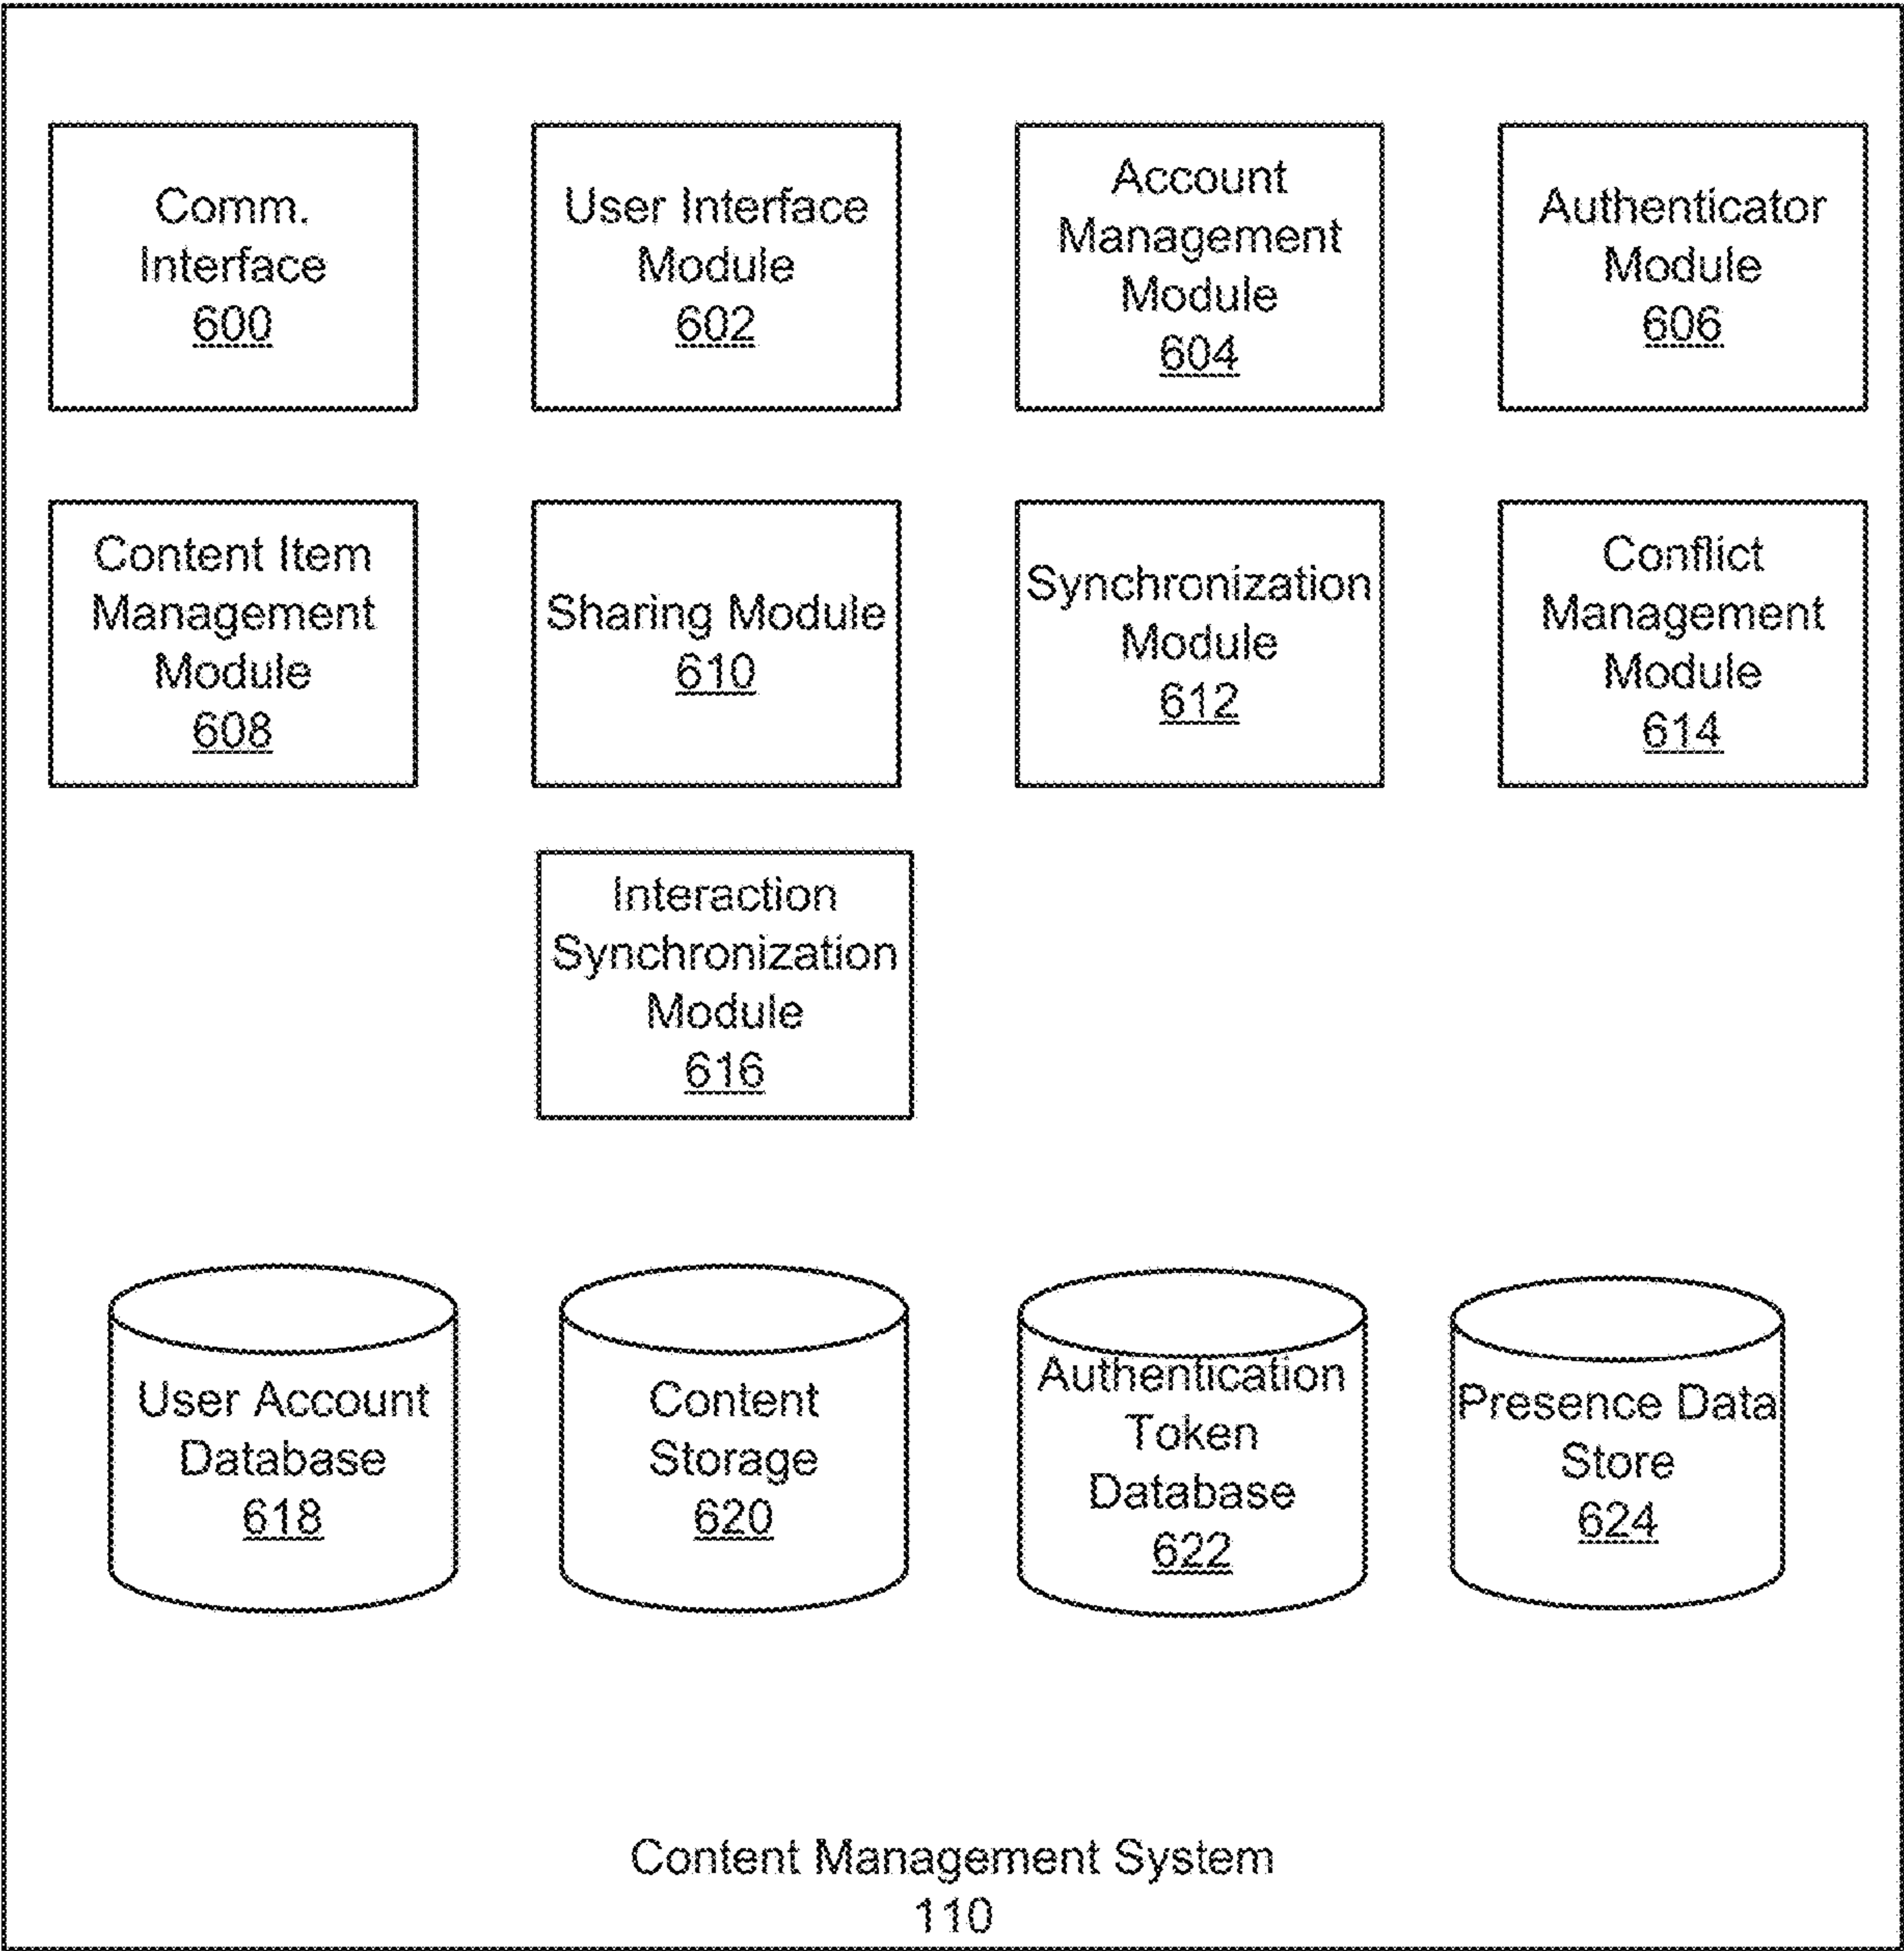 Comm.
Interface
600
User Interface
Module
602
Account
Management
Module
604
Authenticator
Module
606
Content Item
Management
Module
608
Sharing Module
610
Synchronization
Module
612
Conflict
Management
Module
614
Interaction
Synchronization
Module
616
User Account
Database
618
Content
Storage
620
Authentication
Token
Database
622
Presence Data
Store
624
Content Management System
110